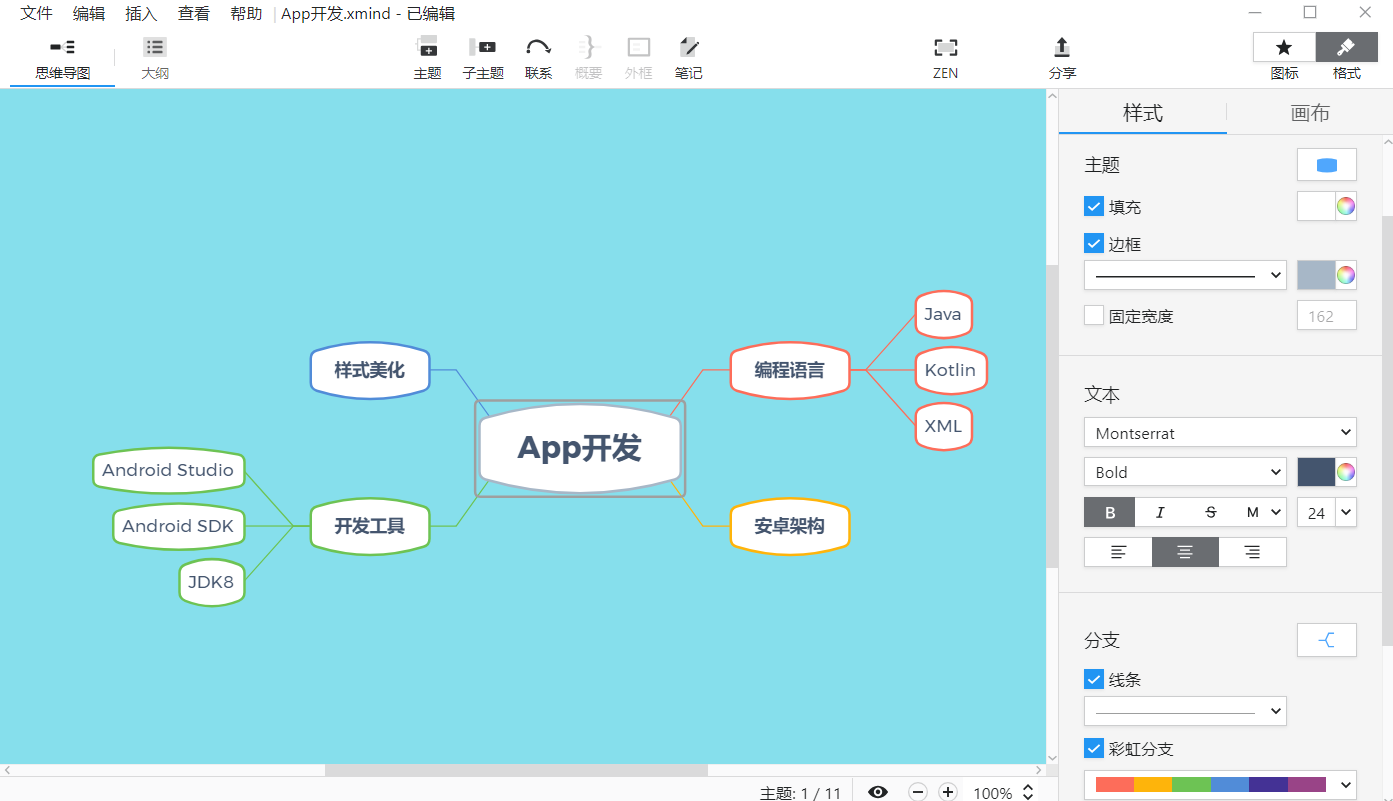 文件 编辑 插入 查看 帮助 App开发.xmind - 已编辑
思维导图 大纲 主题 子主题 联系 概要 外框 笔记 ZEN 分享 图标 格式
样式 画布
主题
填充
边框
固定宽度 162
文本
Montserrat
Bold
B I S M 24
分支
线条
彩虹分支
App开发
编程语言
Java
Kotlin
XML
安卓架构
样式美化
开发工具
Android Studio
Android SDK
JDK8
主题: 1 / 11 100%